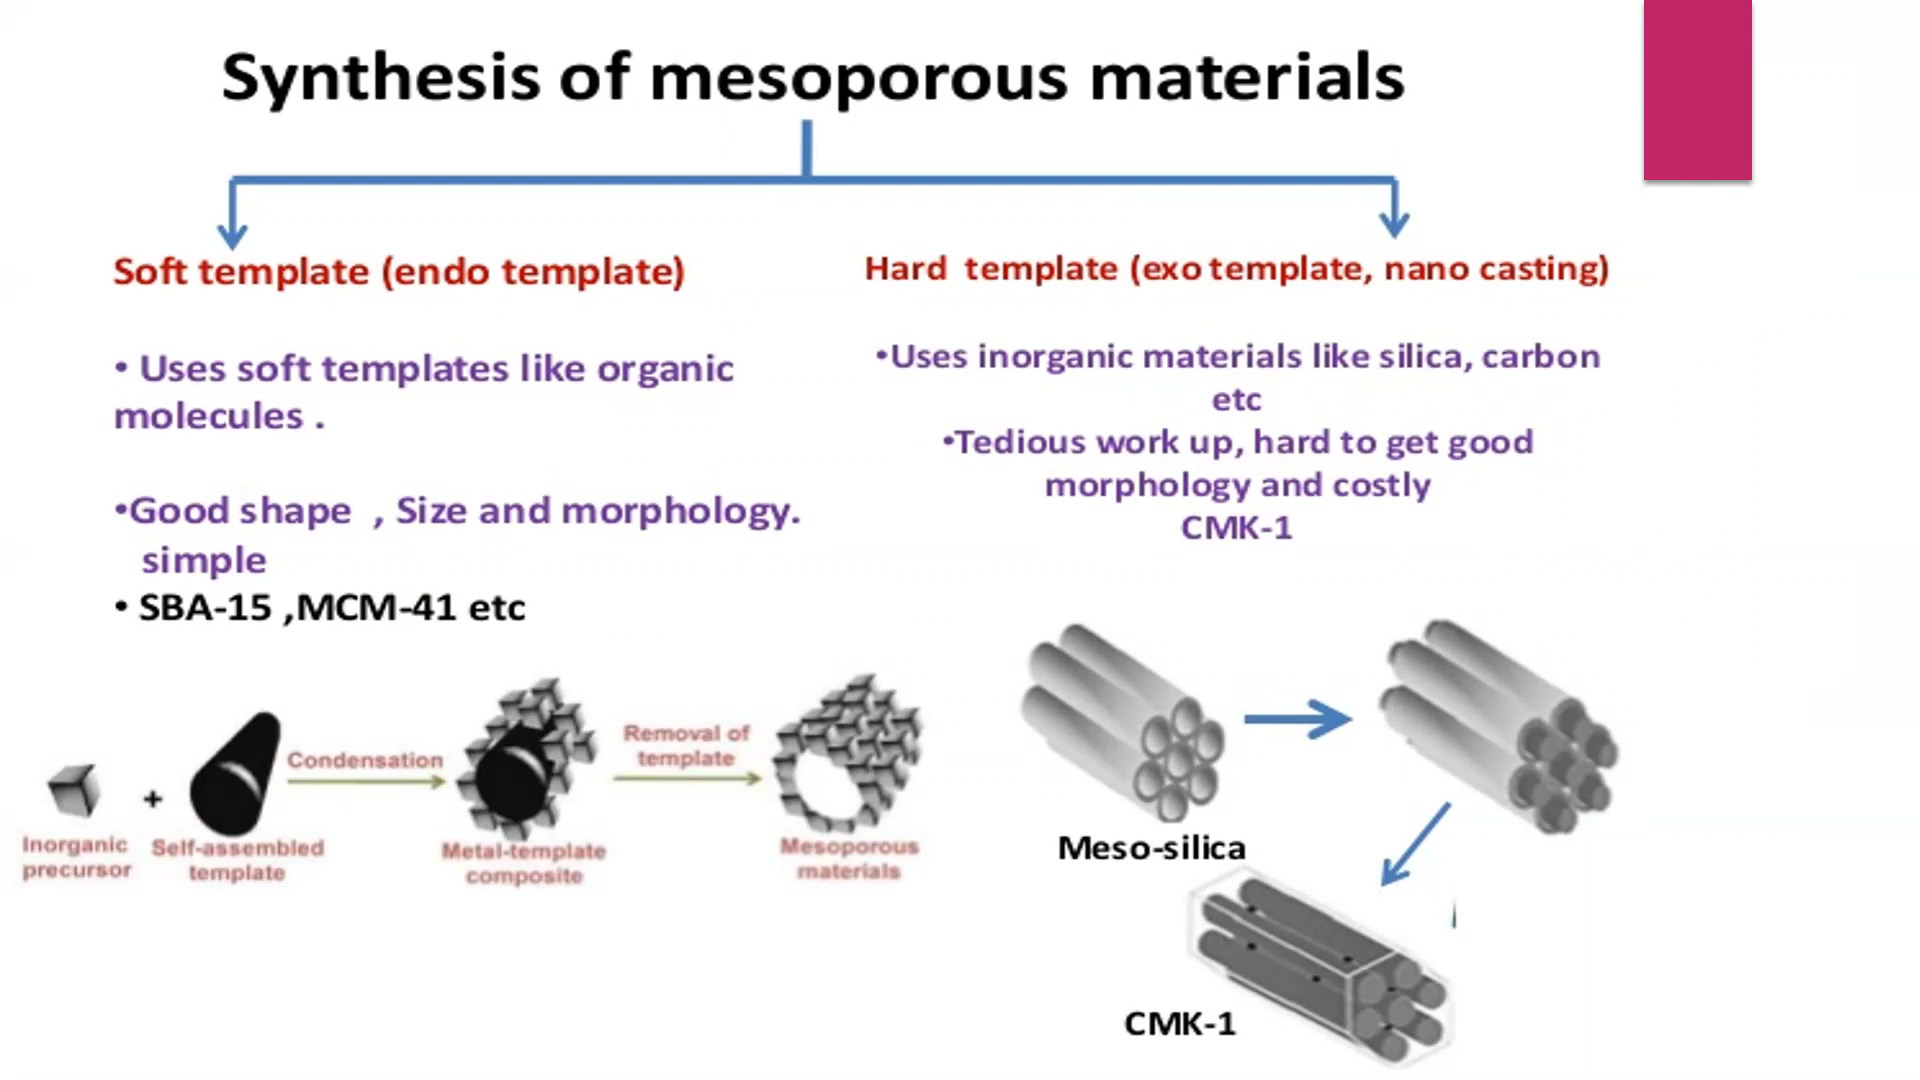 Synthesis of mesoporous materials
Soft template (endo template)
• Uses soft templates like organic
molecules .
•Good shape , Size and morphology.
simple
• SBA-15 ,MCM-41 etc
Hard template (exo template, nano casting)
•Uses inorganic materials like silica, carbon
etc
•Tedious work up, hard to get good
morphology and costly
CMK-1
Inorganic
precursor
+
Self-assembled
template
Condensation
Metal-template
composite
Removal of
template
Mesoporous
materials
Meso-silica
CMK-1